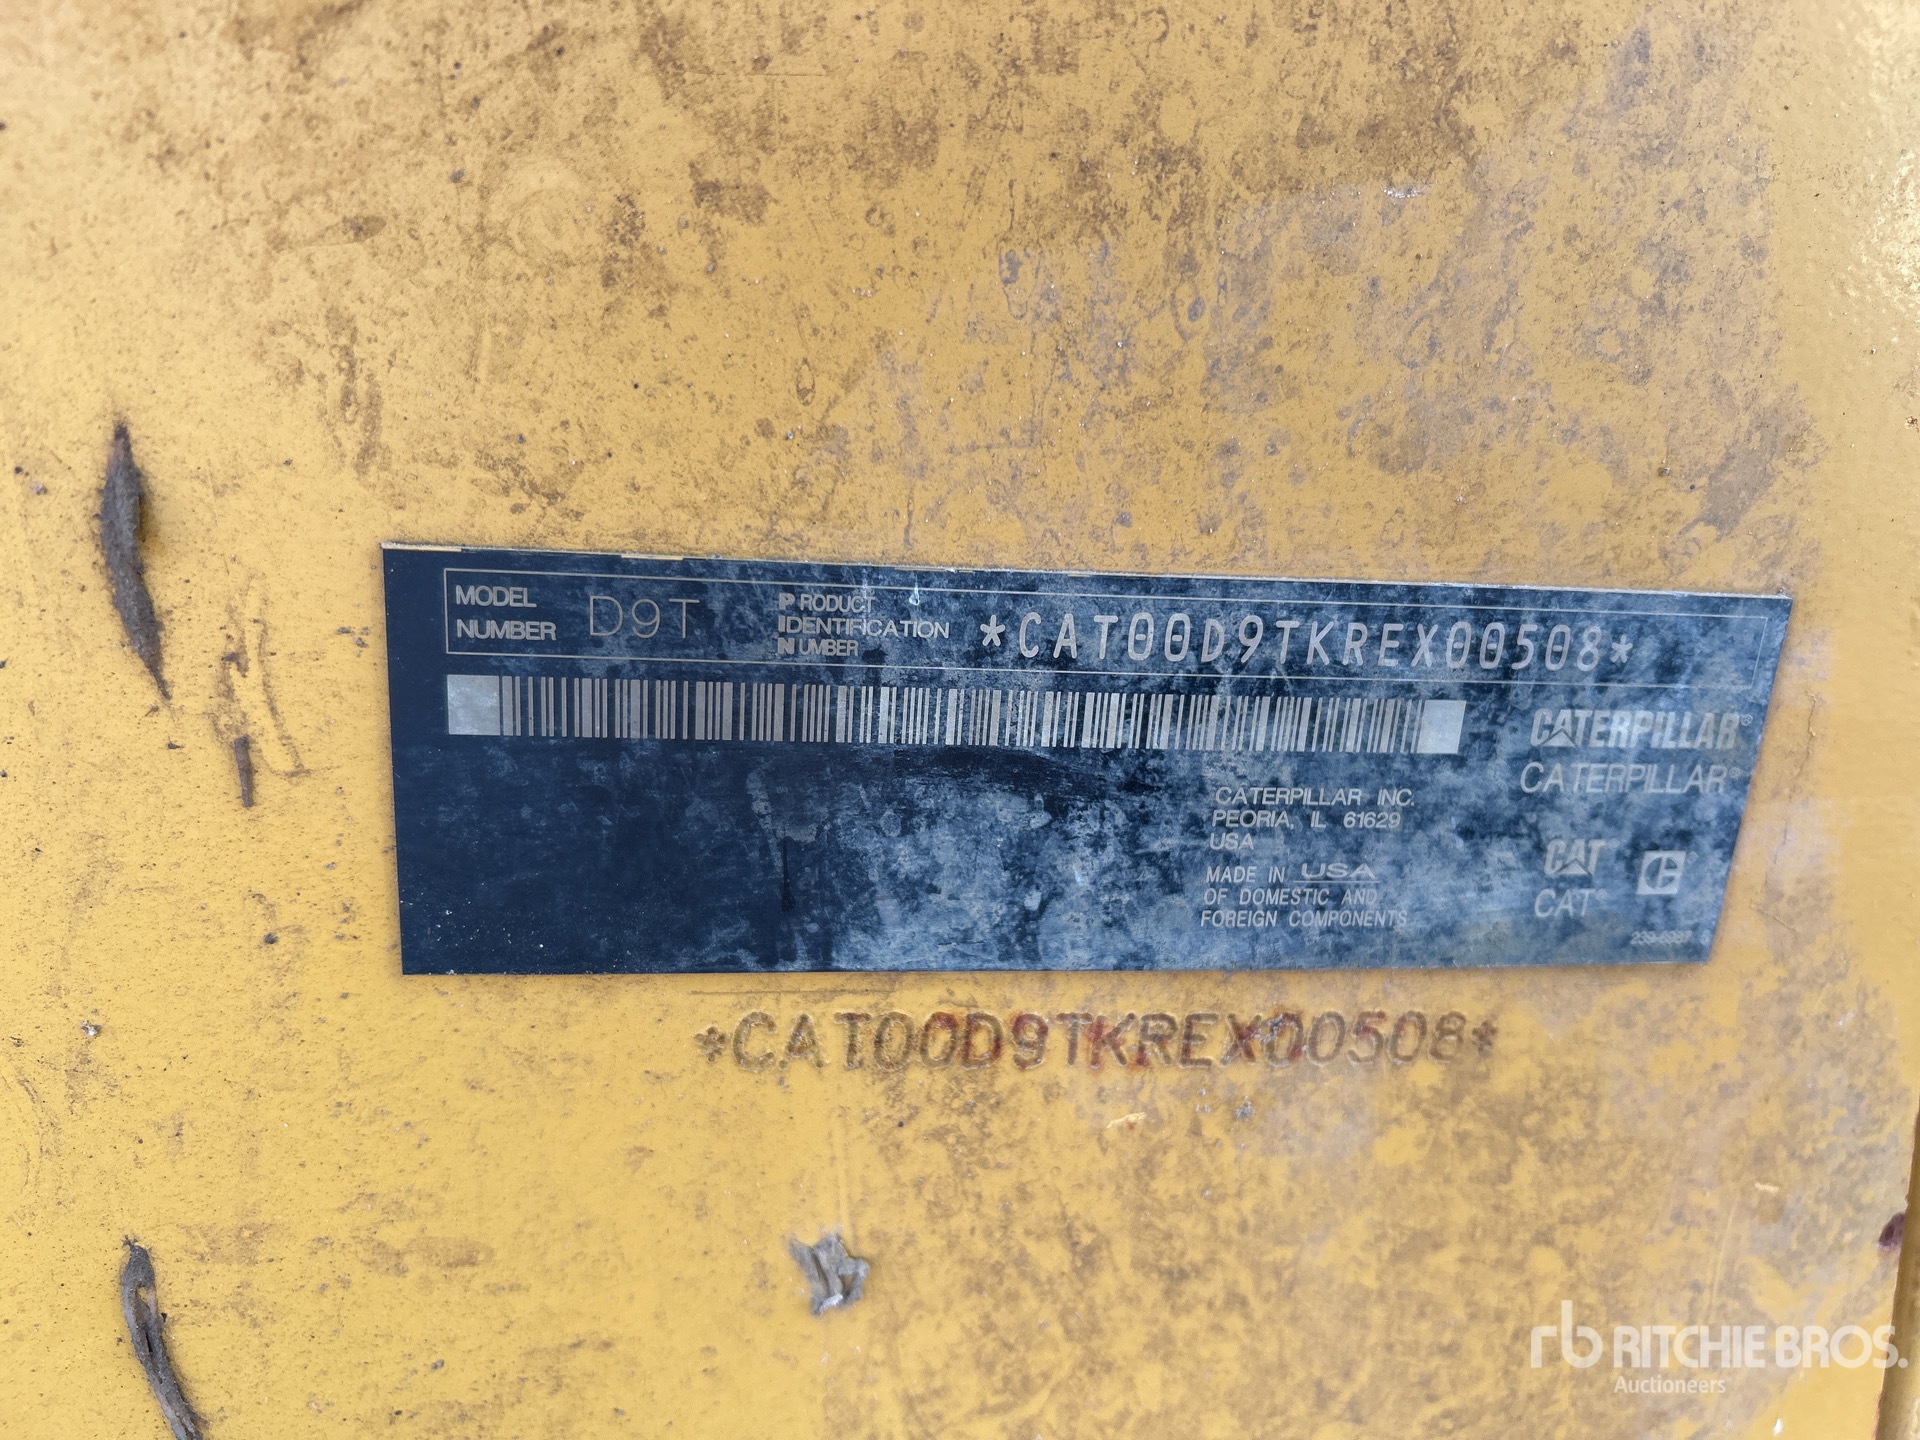 MODEL NUMBER D9T
PRODUCT IDENTIFICATION NUMBER *CAT00D9TKREX00508*
CATERPILLAR®
CATERPILLAR®
CATERPILLAR INC.
PEORIA, IL 61629
USA
MADE IN USA
OF DOMESTIC AND
FOREIGN COMPONENTS
CAT
CAT®
*CAT00D9TKREX00508*
rb RITCHIE BROS.
Auctioneers